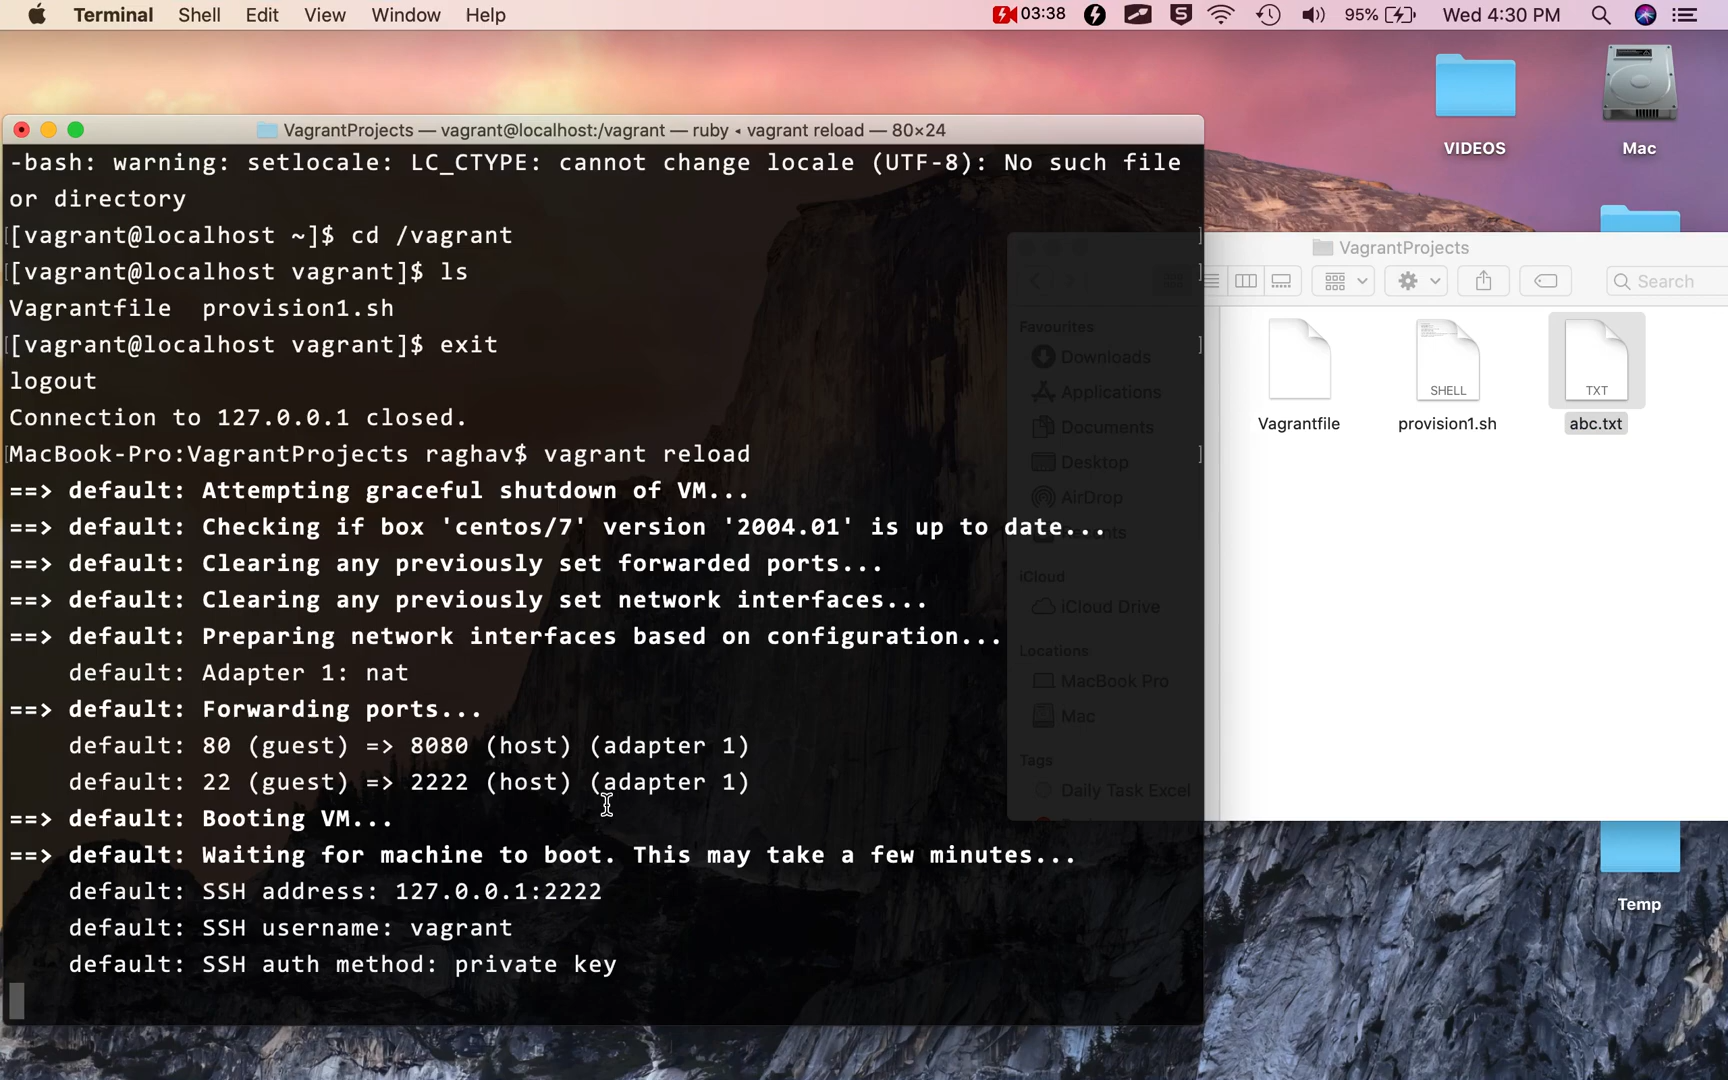 Terminal Shell Edit View Window Help 03:38 95% Wed 4:30 PM
VagrantProjects — vagrant@localhost:/vagrant — ruby ◂ vagrant reload — 80×24
-bash: warning: setlocale: LC_CTYPE: cannot change locale (UTF-8): No such file
or directory
[[vagrant@localhost ~]$ cd /vagrant ]
[[vagrant@localhost vagrant]$ ls ]
Vagrantfile  provision1.sh
[[vagrant@localhost vagrant]$ exit ]
logout
Connection to 127.0.0.1 closed.
[MacBook-Pro:VagrantProjects raghav$ vagrant reload ]
==> default: Attempting graceful shutdown of VM...
==> default: Checking if box 'centos/7' version '2004.01' is up to date...
==> default: Clearing any previously set forwarded ports...
==> default: Clearing any previously set network interfaces...
==> default: Preparing network interfaces based on configuration...
default: Adapter 1: nat
==> default: Forwarding ports...
default: 80 (guest) => 8080 (host) (adapter 1)
default: 22 (guest) => 2222 (host) (adapter 1)
==> default: Booting VM...
==> default: Waiting for machine to boot. This may take a few minutes...
default: SSH address: 127.0.0.1:2222
default: SSH username: vagrant
default: SSH auth method: private key
VagrantProjects
Search
Favourites
Downloads
Applications
Documents
Desktop
AirDrop
iCloud
iCloud Drive
Locations
MacBook Pro
Mac
Tags
Daily Task Excel
SHELL
TXT
Vagrantfile
provision1.sh
abc.txt
VIDEOS
Mac
Temp